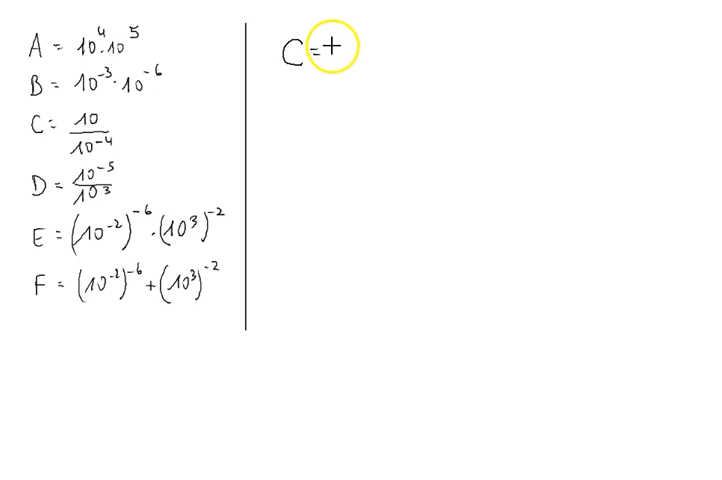 A = 10⁴·10⁵
B = 10⁻³·10⁻⁶
C = 10/10⁻⁴
D = 10⁻⁵/10³
E = (10⁻²)⁻⁶·(10³)⁻²
F = (10⁻²)⁻⁶+(10³)⁻²
C =